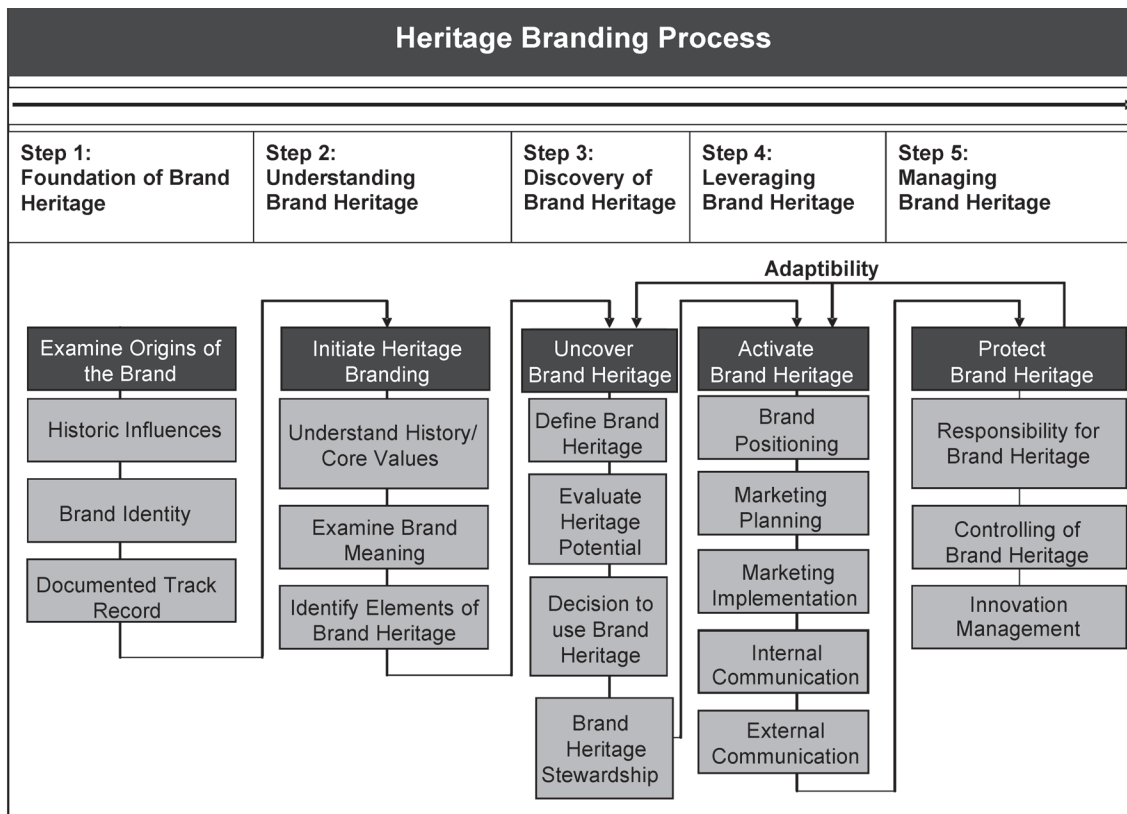 Heritage Branding Process
Step 1:
Foundation of Brand
Heritage
Step 2:
Understanding
Brand Heritage
Step 3:
Discovery of
Brand Heritage
Step 4:
Leveraging
Brand Heritage
Step 5:
Managing
Brand Heritage
Adaptibility
Examine Origins of
the Brand
Historic Influences
Brand Identity
Documented Track
Record
Initiate Heritage
Branding
Understand History/
Core Values
Examine Brand
Meaning
Identify Elements of
Brand Heritage
Uncover
Brand Heritage
Define Brand
Heritage
Evaluate
Heritage
Potential
Decision to
use Brand
Heritage
Brand
Heritage
Stewardship
Activate
Brand Heritage
Brand
Positioning
Marketing
Planning
Marketing
Implementation
Internal
Communication
External
Communication
Protect
Brand Heritage
Responsibility for
Brand Heritage
Controlling of
Brand Heritage
Innovation
Management